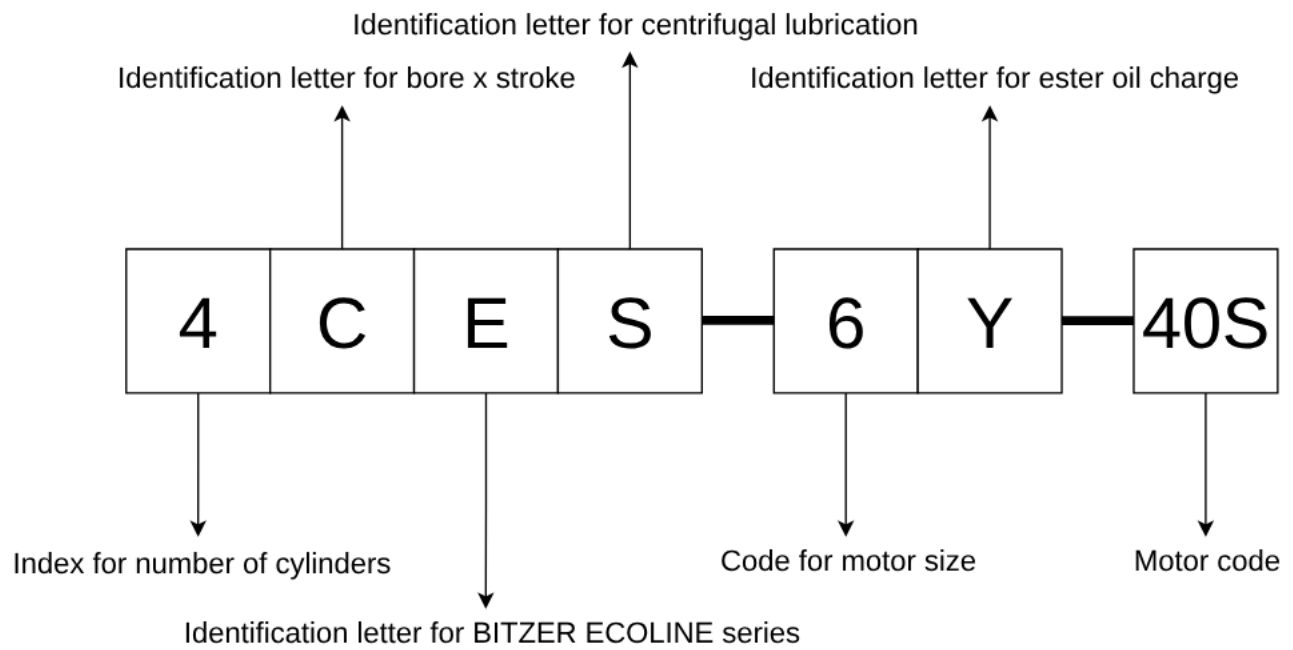 Identification letter for centrifugal lubrication
Identification letter for bore x stroke
Identification letter for ester oil charge
4 C E S 6 Y 40S
Index for number of cylinders
Code for motor size
Motor code
Identification letter for BITZER ECOLINE series